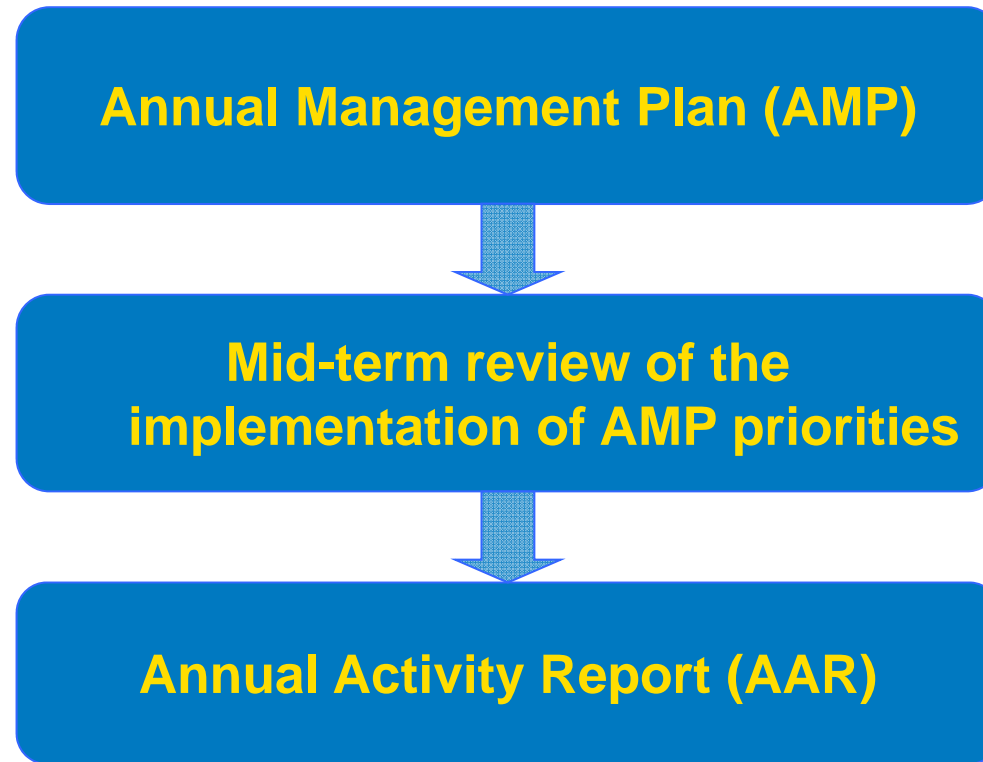 Annual Management Plan (AMP)
Mid-term review of the
implementation of AMP priorities
Annual Activity Report (AAR)